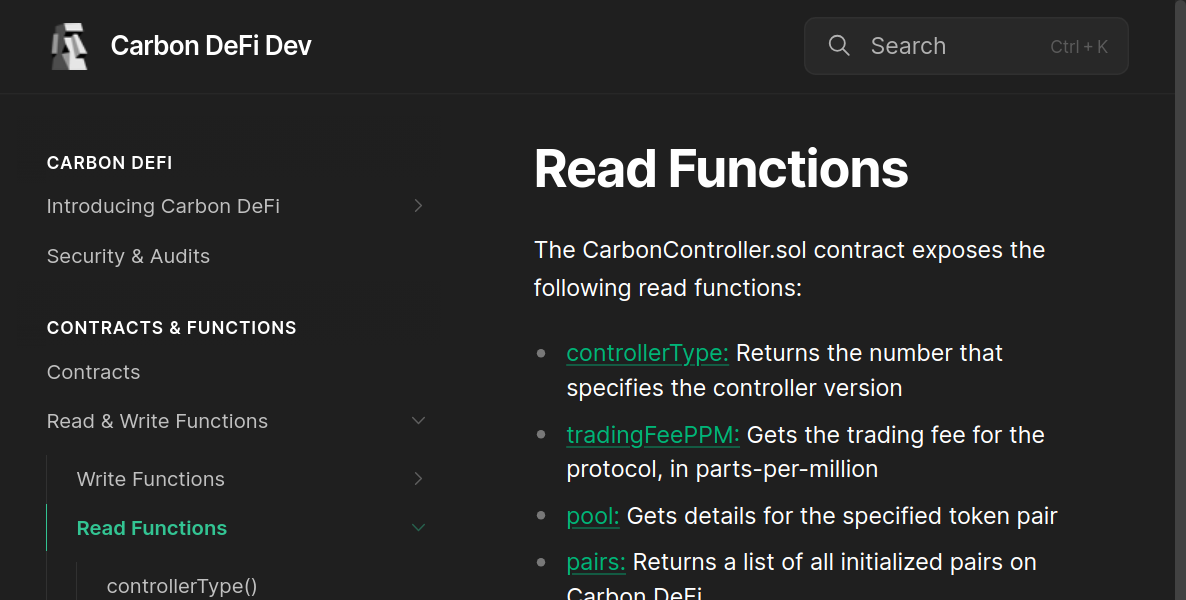 Carbon DeFi Dev
Search
Ctrl + K
CARBON DEFI
Introducing Carbon DeFi
Security & Audits
CONTRACTS & FUNCTIONS
Contracts
Read & Write Functions
Write Functions
Read Functions
controllerType()
Read Functions
The CarbonController.sol contract exposes the
following read functions:
controllerType: Returns the number that
specifies the controller version
tradingFeePPM: Gets the trading fee for the
protocol, in parts-per-million
pool: Gets details for the specified token pair
pairs: Returns a list of all initialized pairs on
Carbon DeFi